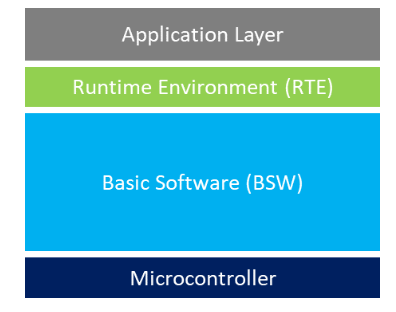 Application Layer
Runtime Environment (RTE)
Basic Software (BSW)
Microcontroller